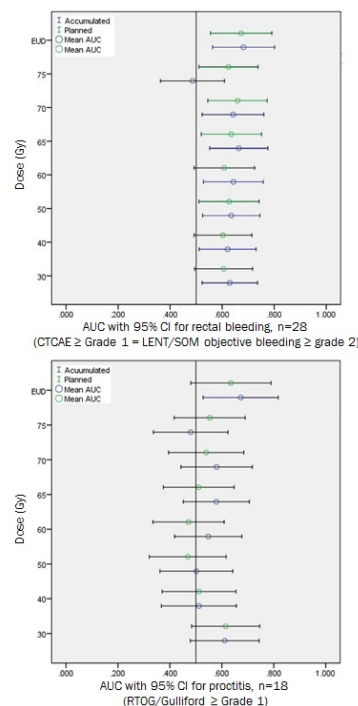 Accumulated
Planned
Mean AUC
Mean AUC
EUD
75
70
65
60
50
40
30
Dose (Gy)
.000 .200 .400 .600 .800 1.000
AUC with 95% CI for rectal bleeding, n=28
(CTCAE ≥ Grade 1 = LENT/SOM objective bleeding ≥ grade 2)
Acuumulated
Planned
Mean AUC
Mean AUC
EUD
75
70
65
60
50
40
30
Dose (Gy)
.000 .200 .400 .600 .800 1.000
AUC with 95% CI for proctitis, n=18
(RTOG/Gulliford ≥ Grade 1)